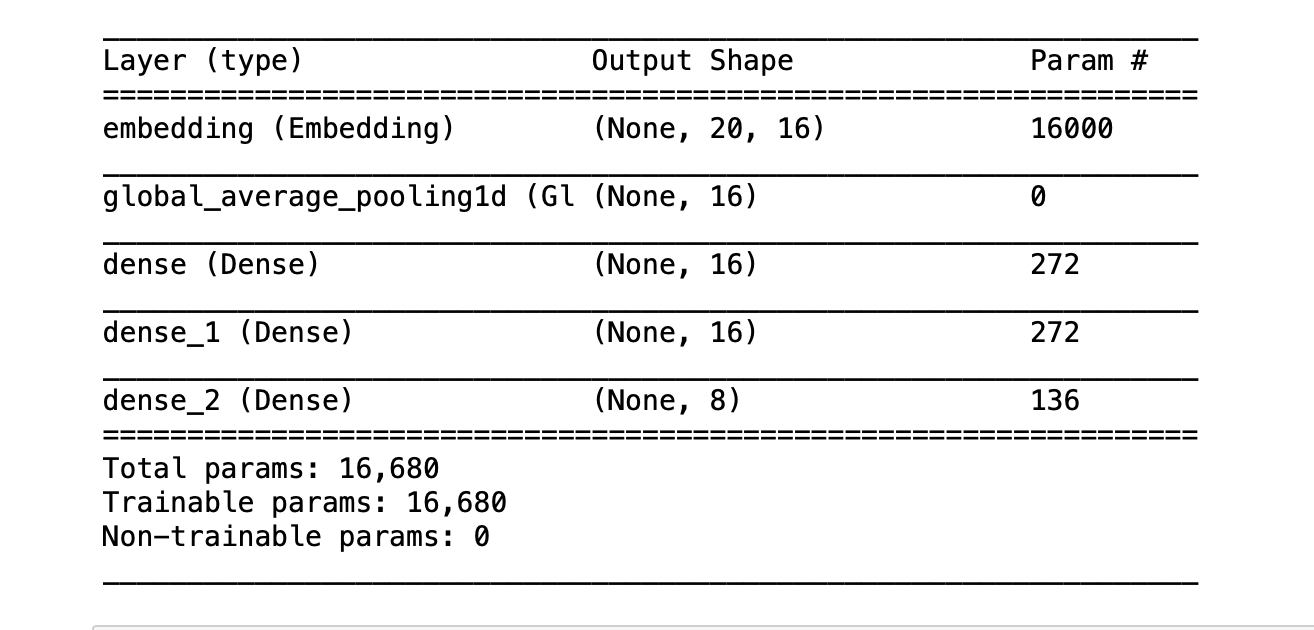 Layer (type) Output Shape Param #
embedding (Embedding) (None, 20, 16) 16000
global_average_pooling1d (Gl (None, 16) 0
dense (Dense) (None, 16) 272
dense_1 (Dense) (None, 16) 272
dense_2 (Dense) (None, 8) 136
Total params: 16,680
Trainable params: 16,680
Non-trainable params: 0